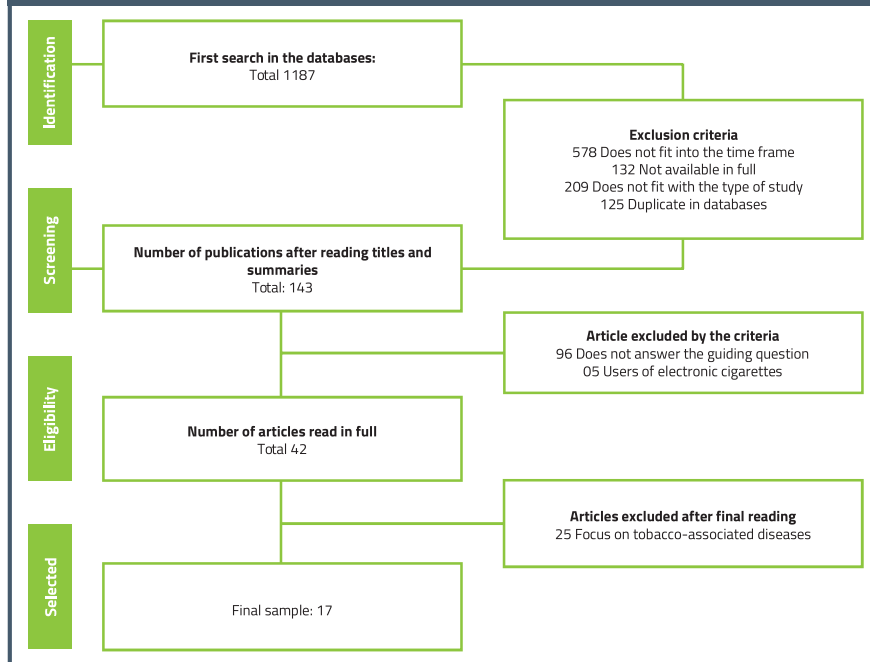 Identification
First search in the databases:
Total 1187
Exclusion criteria
578 Does not fit into the time frame
132 Not available in full
209 Does not fit with the type of study
125 Duplicate in databases
Screening
Number of publications after reading titles and
summaries
Total: 143
Article excluded by the criteria
96 Does not answer the guiding question
05 Users of electronic cigarettes
Eligibility
Number of articles read in full
Total 42
Articles excluded after final reading
25 Focus on tobacco-associated diseases
Selected
Final sample: 17